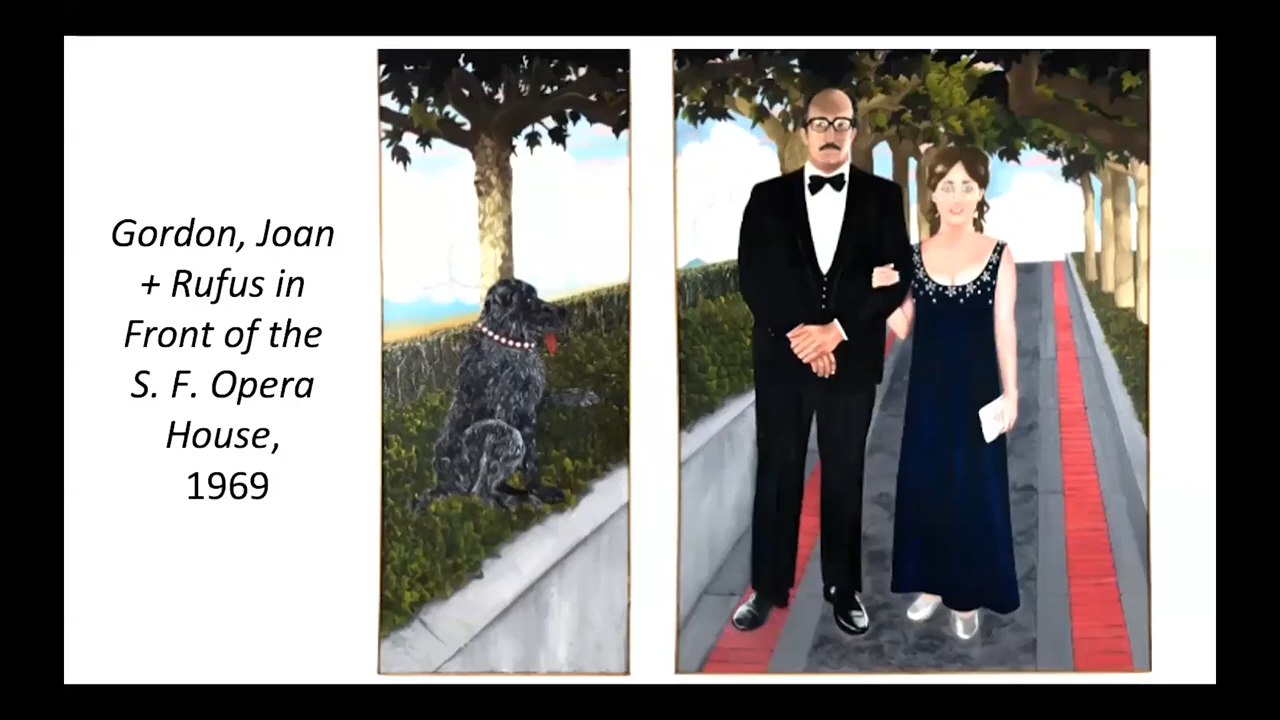 Gordon, Joan
+ Rufus in
Front of the
S. F. Opera
House,
1969